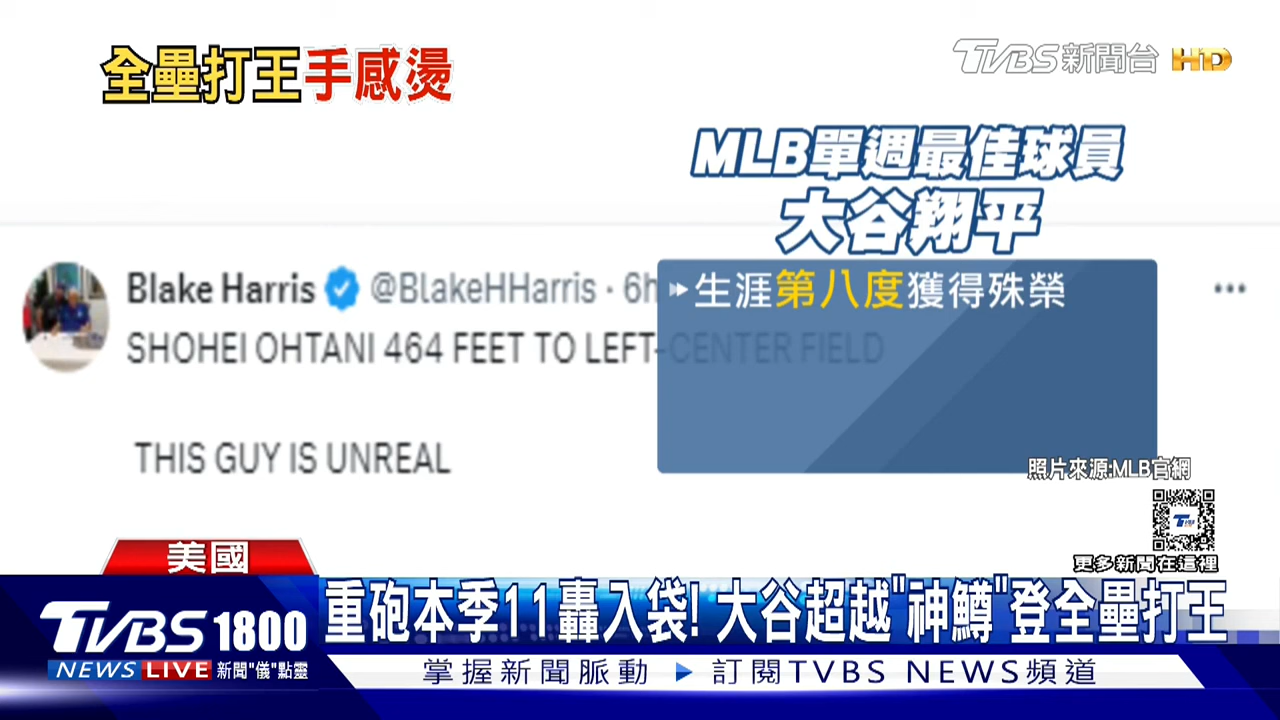 全壘打王手感燙
TVBS新聞台 HD
MLB單週最佳球員
大谷翔平
生涯第八度獲得殊榮
Blake Harris @BlakeHHarris · 6h
SHOHEI OHTANI 464 FEET TO LEFT-CENTER FIELD
THIS GUY IS UNREAL
照片來源:MLB官網
更多新聞在這裡
美國
重砲本季11轟入袋! 大谷超越"神鱒"登全壘打王
TVBS 1800
NEWS LIVE 新聞"儀"點靈
掌握新聞脈動 訂閱TVBS NEWS頻道